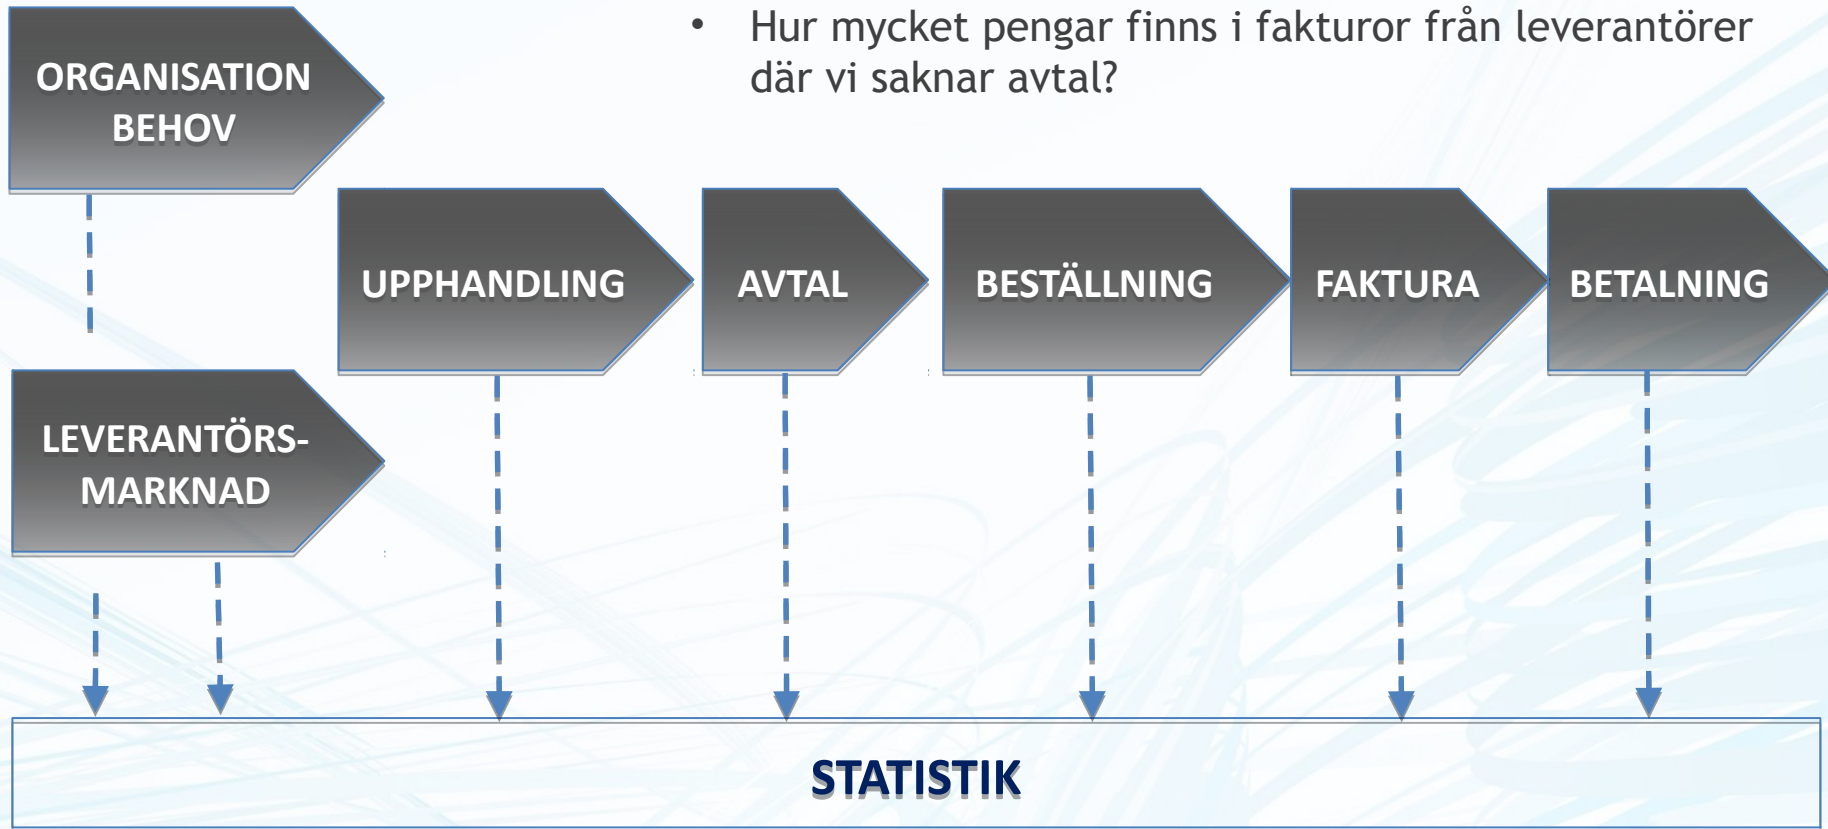 • Hur mycket pengar finns i fakturor från leverantörer
där vi saknar avtal?
ORGANISATION
BEHOV
UPPHANDLING
AVTAL
BESTÄLLNING
FAKTURA
BETALNING
LEVERANTÖRS-
MARKNAD
STATISTIK